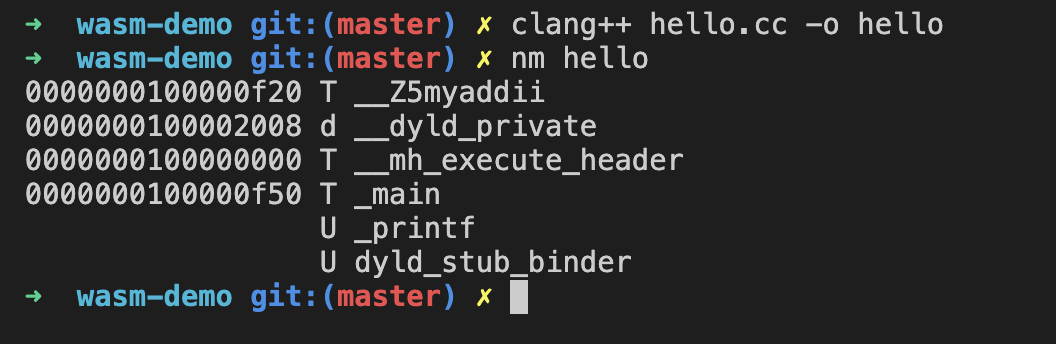 ➜  wasm-demo git:(master) ✗ clang++ hello.cc -o hello
➜  wasm-demo git:(master) ✗ nm hello
0000000100000f20 T __Z5myaddii
0000000100002008 d __dyld_private
0000000100000000 T __mh_execute_header
0000000100000f50 T _main
                 U _printf
                 U dyld_stub_binder
➜  wasm-demo git:(master) ✗